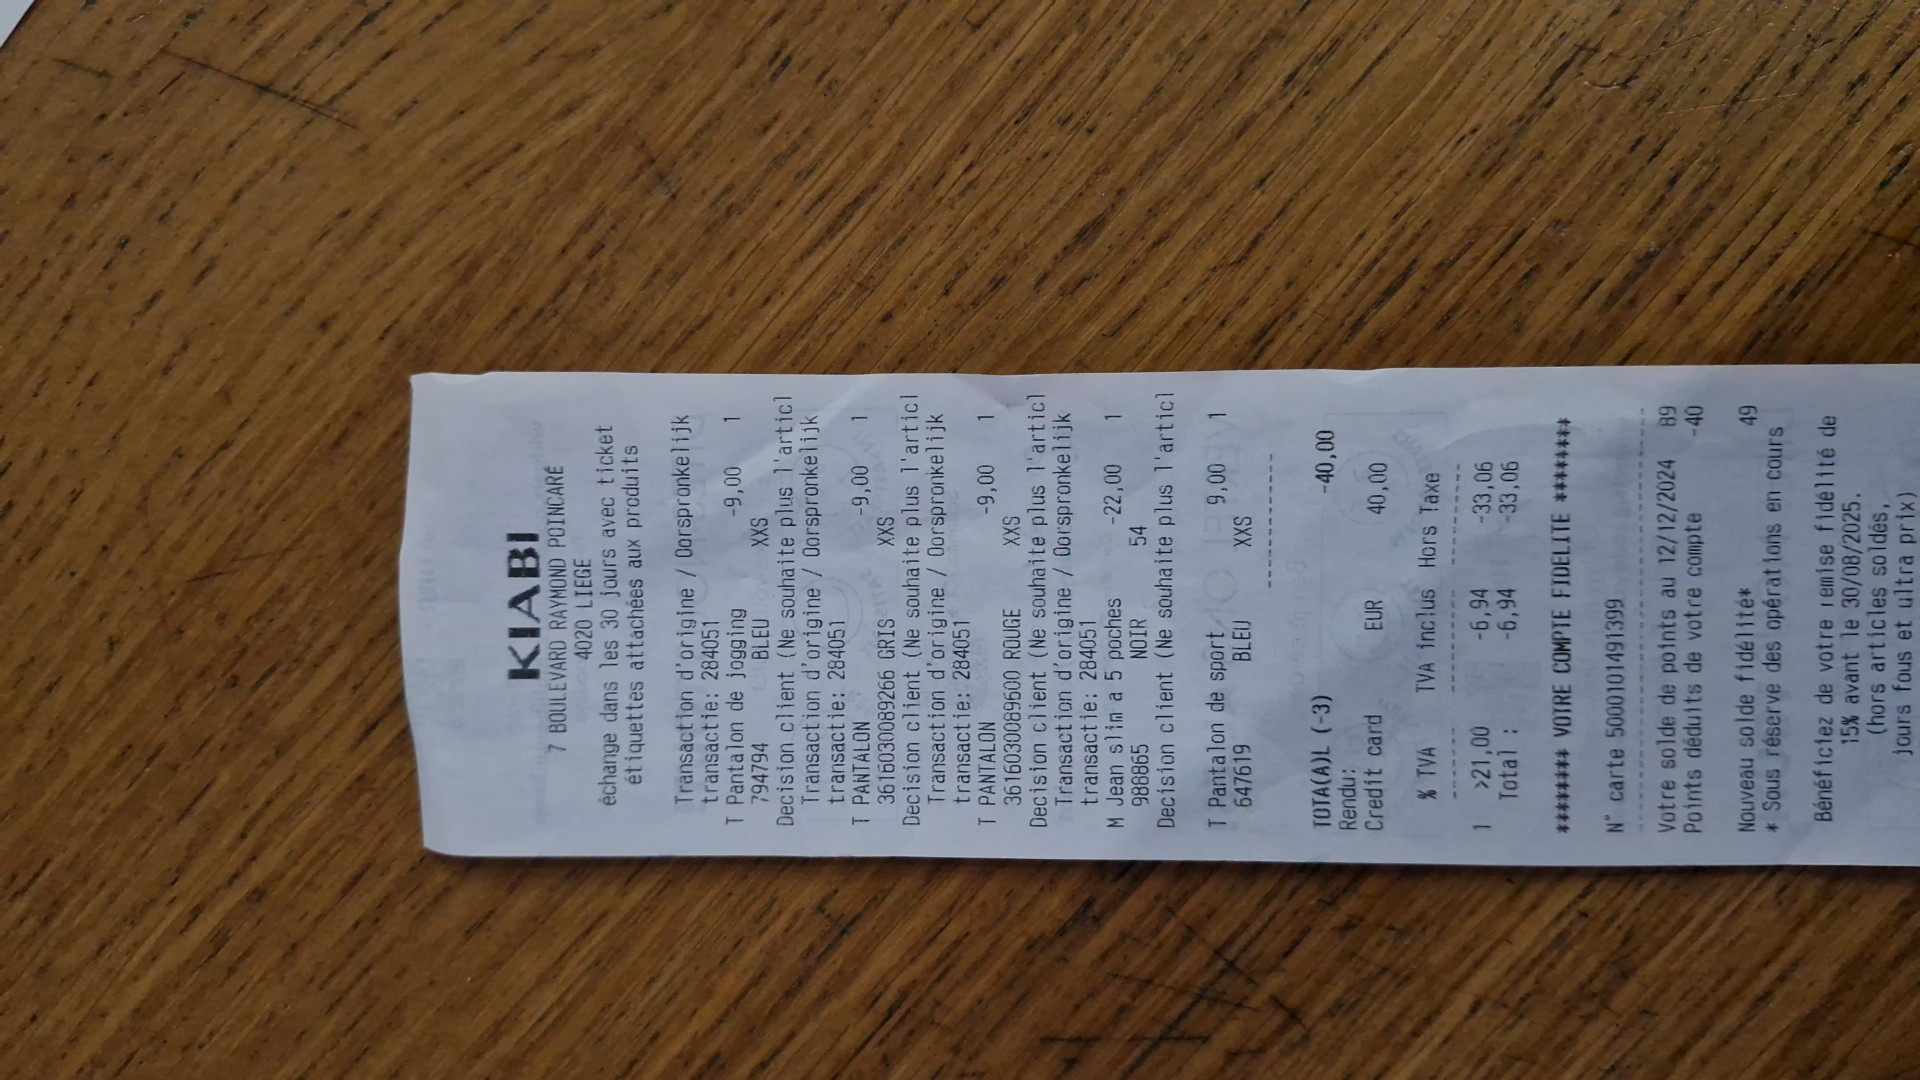 KIABI
7 BOULEVARD RAYMOND POINCARE
4020 LIEGE
échange dans les 30 jours avec ticket
étiquettes attachées aux produits
Transaction d'origine / Oorspronkelijk
transactie: 284051
T Pantalon de jogging -9,00 1
794794 BLEU XXS
Decision client (Ne souhaite plus l'articl
Transaction d'origine / Oorspronkelijk
transactie: 284051
T PANTALON -9,00 1
3616030089266 GRIS XXS
Decision client (Ne souhaite plus l'articl
Transaction d'origine / Oorspronkelijk
transactie: 284051
T PANTALON -9,00 1
3616030089600 ROUGE XXS
Decision client (Ne souhaite plus l'articl
Transaction d'origine / Oorspronkelijk
transactie: 284051
M Jean slim a 5 poches -22,00 1
988865 NOIR 54
Decision client (Ne souhaite plus l'articl
T Pantalon de sport 9,00 1
647619 BLEU XXS
-------------
TOTA(A)L (-3) -40,00
Rendu:
Credit card EUR 40,00
% TVA TVA inclus Hors Taxe
------ ---------- ----------
1 >21,00 -6,94 -33,06
Total : -6,94 -33,06
******** VOTRE COMPTE FIDELITE ********
N° carte 5000101491399
----------------------------------------
Votre solde de points au 12/12/2024 89
Points déduits de votre compte -40
Nouveau solde fidélité* 49
* Sous réserve des opérations en cours
Bénéficiez de votre remise fidélité de
15% avant le 30/08/2025.
(hors articles soldés,
jours fous et ultra prix)